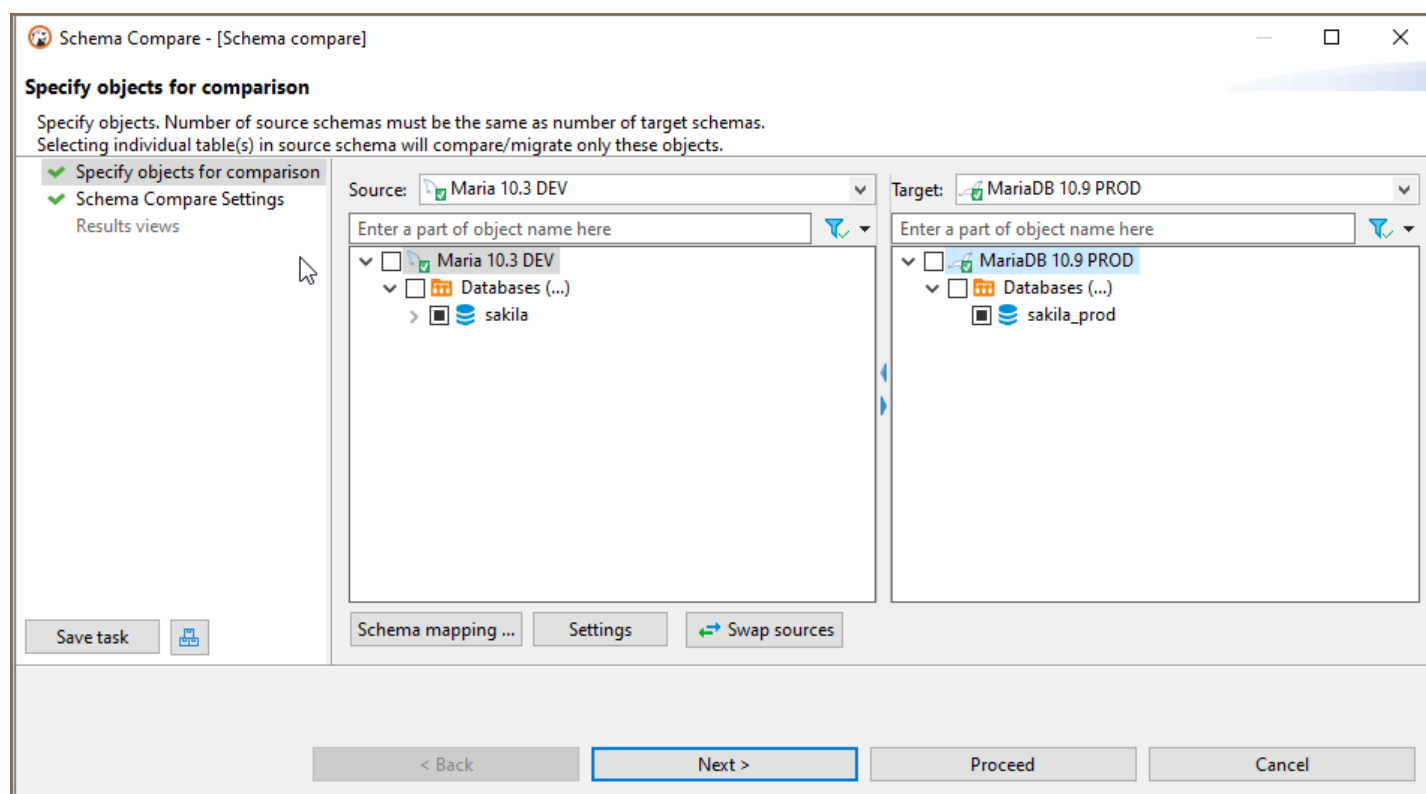 Schema Compare - [Schema compare]
Specify objects for comparison
Specify objects. Number of source schemas must be the same as number of target schemas.
Selecting individual table(s) in source schema will compare/migrate only these objects.
Specify objects for comparison
Schema Compare Settings
Results views
Source: Maria 10.3 DEV
Enter a part of object name here
Maria 10.3 DEV
Databases (...)
sakila
Target: MariaDB 10.9 PROD
Enter a part of object name here
MariaDB 10.9 PROD
Databases (...)
sakila_prod
Save task
Schema mapping ...
Settings
Swap sources
< Back
Next >
Proceed
Cancel